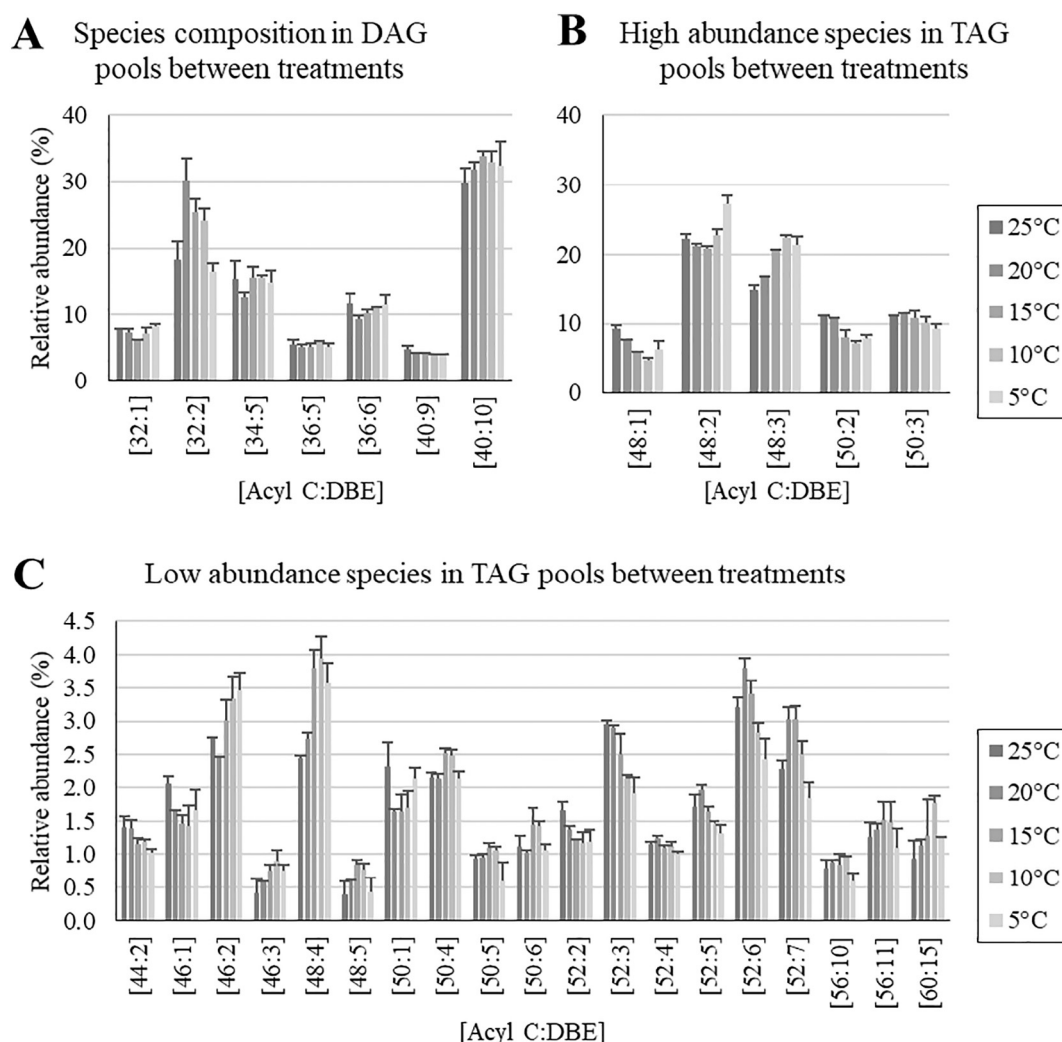 A Species composition in DAG
pools between treatments
40
30
20
10
0
Relative abundance (%)
[32:1]
[32:2]
[34:5]
[36:5]
[36:6]
[40:9]
[40:10]
[Acyl C:DBE]
B High abundance species in TAG
pools between treatments
40
30
20
10
0
[48:1]
[48:2]
[48:3]
[50:2]
[50:3]
[Acyl C:DBE]
25°C
20°C
15°C
10°C
5°C
C Low abundance species in TAG pools between treatments
4.5
4.0
3.5
3.0
2.5
2.0
1.5
1.0
0.5
0.0
Relative abundance (%)
[44:2]
[46:1]
[46:2]
[46:3]
[48:4]
[48:5]
[50:1]
[50:4]
[50:5]
[50:6]
[52:2]
[52:3]
[52:4]
[52:5]
[52:6]
[52:7]
[56:10]
[56:11]
[60:15]
[Acyl C:DBE]
25°C
20°C
15°C
10°C
5°C